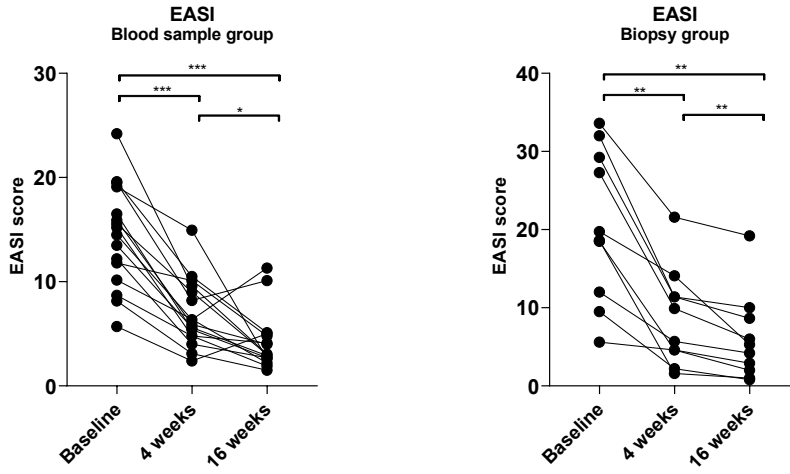 EASI
Blood sample group
***
***
*
30
20
10
0
EASI score
Baseline
4 weeks
16 weeks
EASI
Biopsy group
**
**
**
40
30
20
10
0
EASI score
Baseline
4 weeks
16 weeks